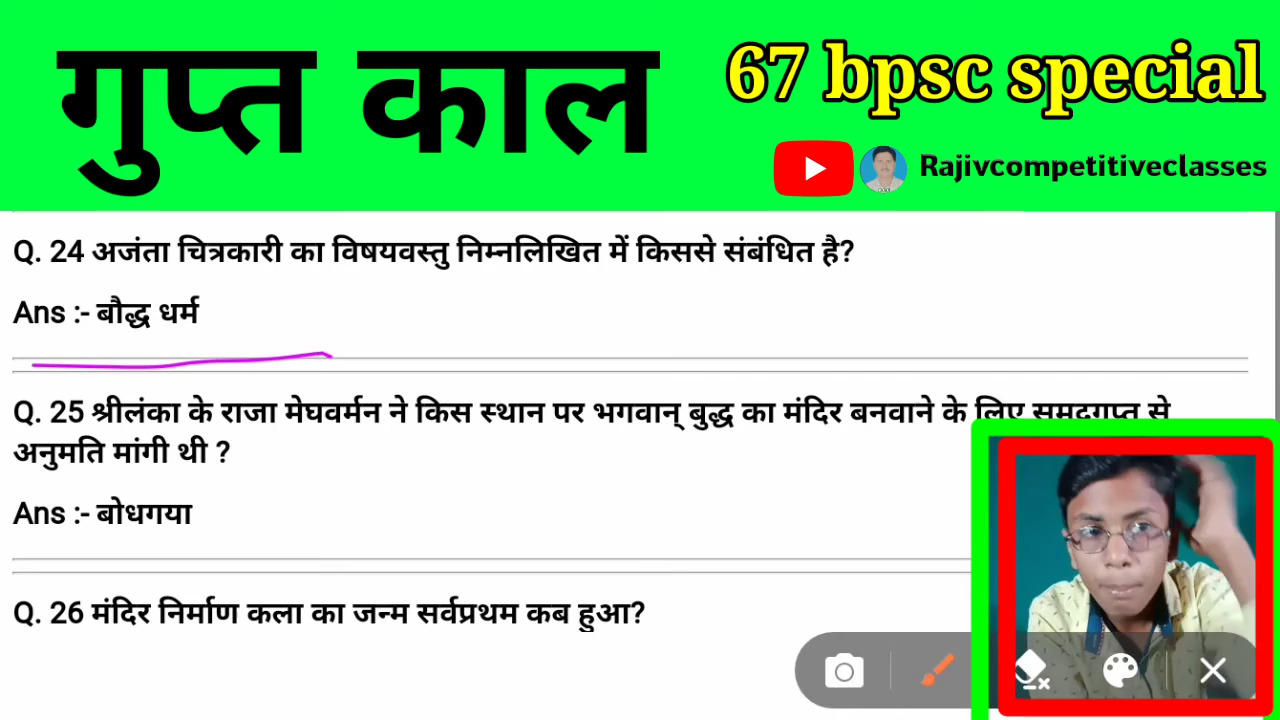 गुप्त काल
67 bpsc special
Rajivcompetitiveclasses
Q. 24 अजंता चित्रकारी का विषयवस्तु निम्नलिखित में किससे संबंधित है?
Ans :- बौद्ध धर्म
Q. 25 श्रीलंका के राजा मेघवर्मन ने किस स्थान पर भगवान् बुद्ध का मंदिर बनवाने के लिए समुद्रगुप्त से
अनुमति मांगी थी ?
Ans :- बोधगया
Q. 26 मंदिर निर्माण कला का जन्म सर्वप्रथम कब हुआ?